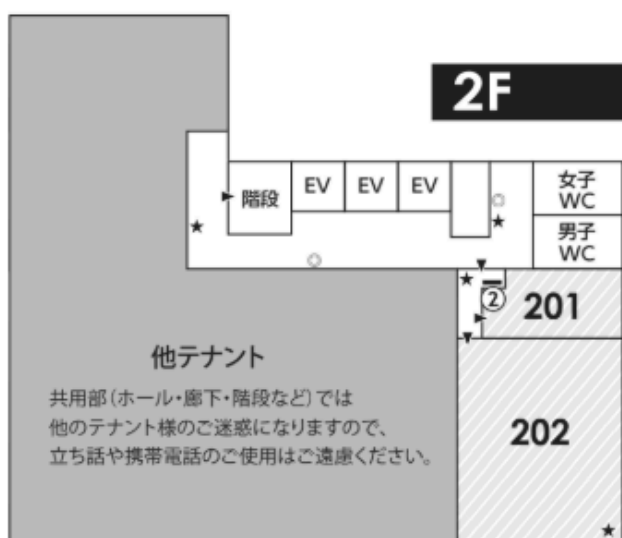 2F
女子
WC
階段
EV
EV
EV
男子
WC
②
201
他テナント
共用部(ホール・廊下・階段など)では
他のテナント様のご迷惑になりますので、
立ち話や携帯電話のご使用はご遠慮ください。
202